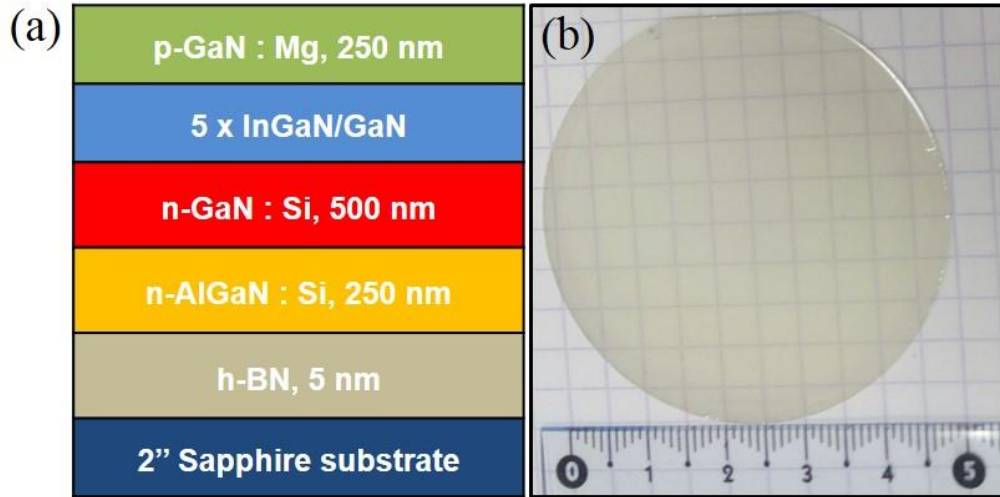 (a)
p-GaN : Mg, 250 nm
5 x InGaN/GaN
n-GaN : Si, 500 nm
n-AlGaN : Si, 250 nm
h-BN, 5 nm
2’’ Sapphire substrate
(b)
0 1 2 3 4 5